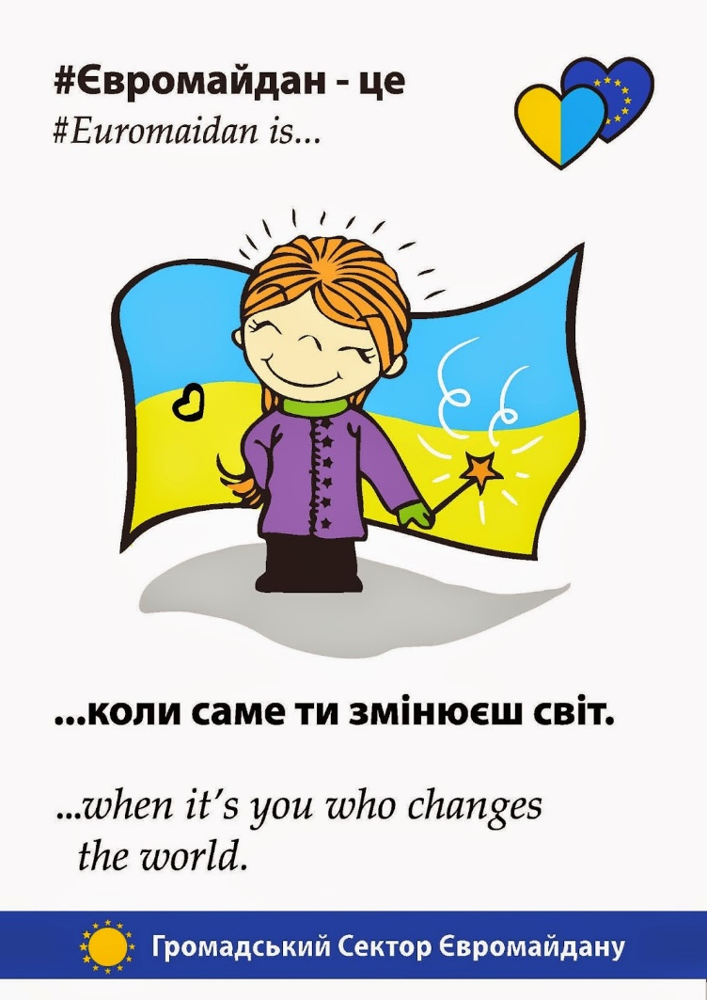 #Євромайдан - це
#Euromaidan is...
...коли саме ти змінюєш світ.
...when it's you who changes
the world.
Громадський Сектор Євромайдану